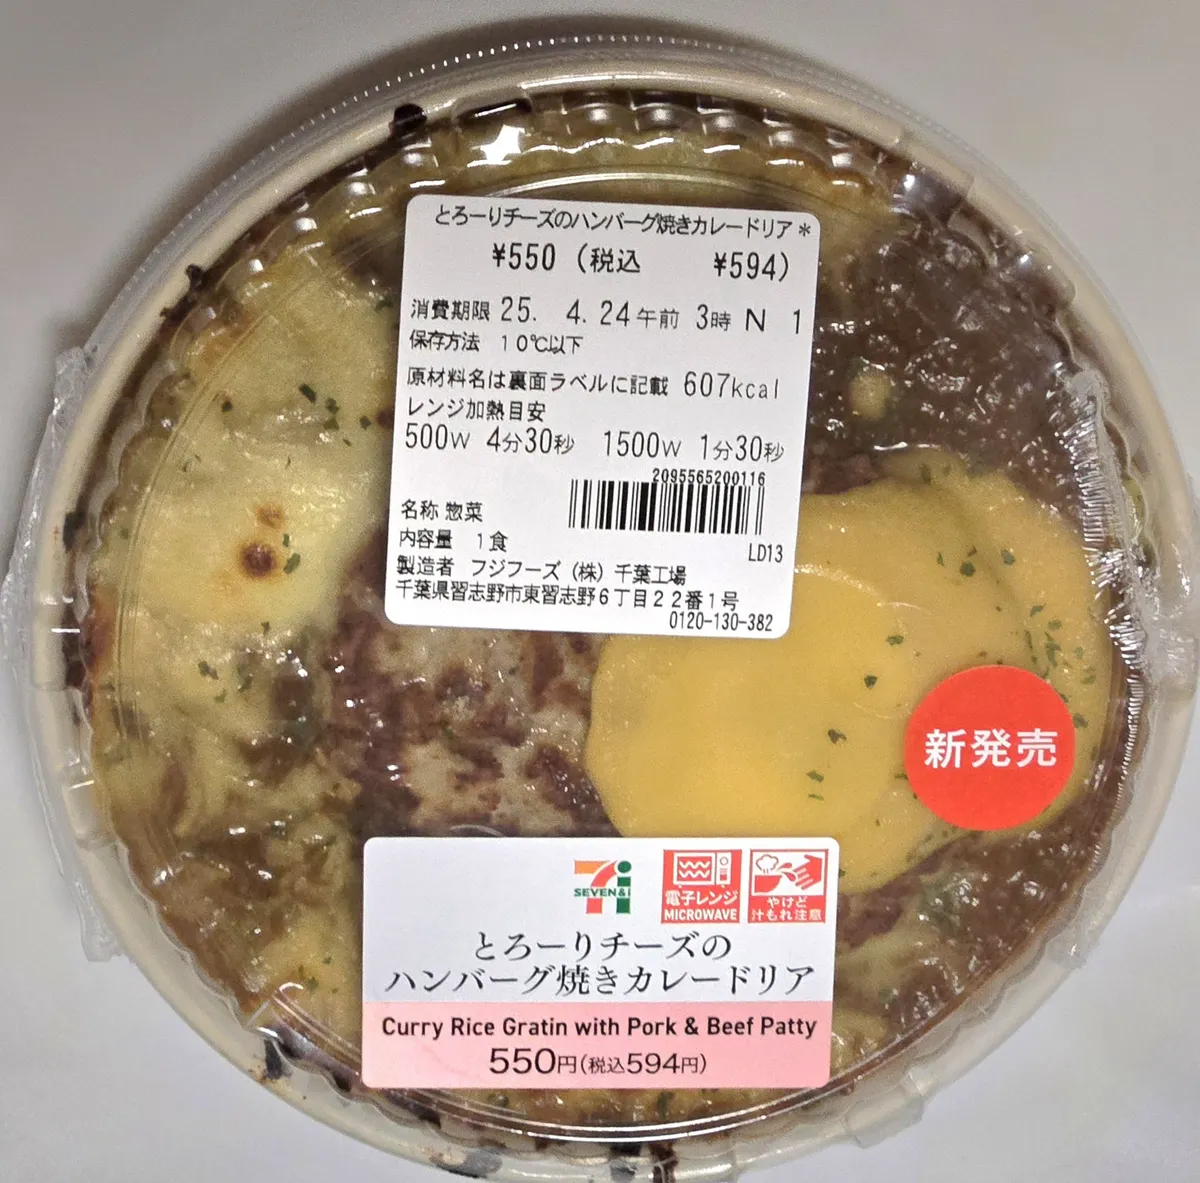 とろーりチーズのハンバーグ焼きカレードリア*
¥550 (税込 ¥594)
消費期限 25. 4. 24 午前 3時 N 1
保存方法 10℃以下
原材料名は裏面ラベルに記載 607kcal
レンジ加熱目安
500W 4分30秒 1500W 1分30秒
2095565200116
名称 惣菜
内容量 1食
LD13
製造者 フジフーズ(株)千葉工場
千葉県習志野市東習志野6丁目22番1号
0120-130-382
新発売
SEVEN&i
電子レンジ
MICROWAVE
やけど
汁もれ注意
とろーりチーズの
ハンバーグ焼きカレードリア
Curry Rice Gratin with Pork & Beef Patty
550円(税込594円)